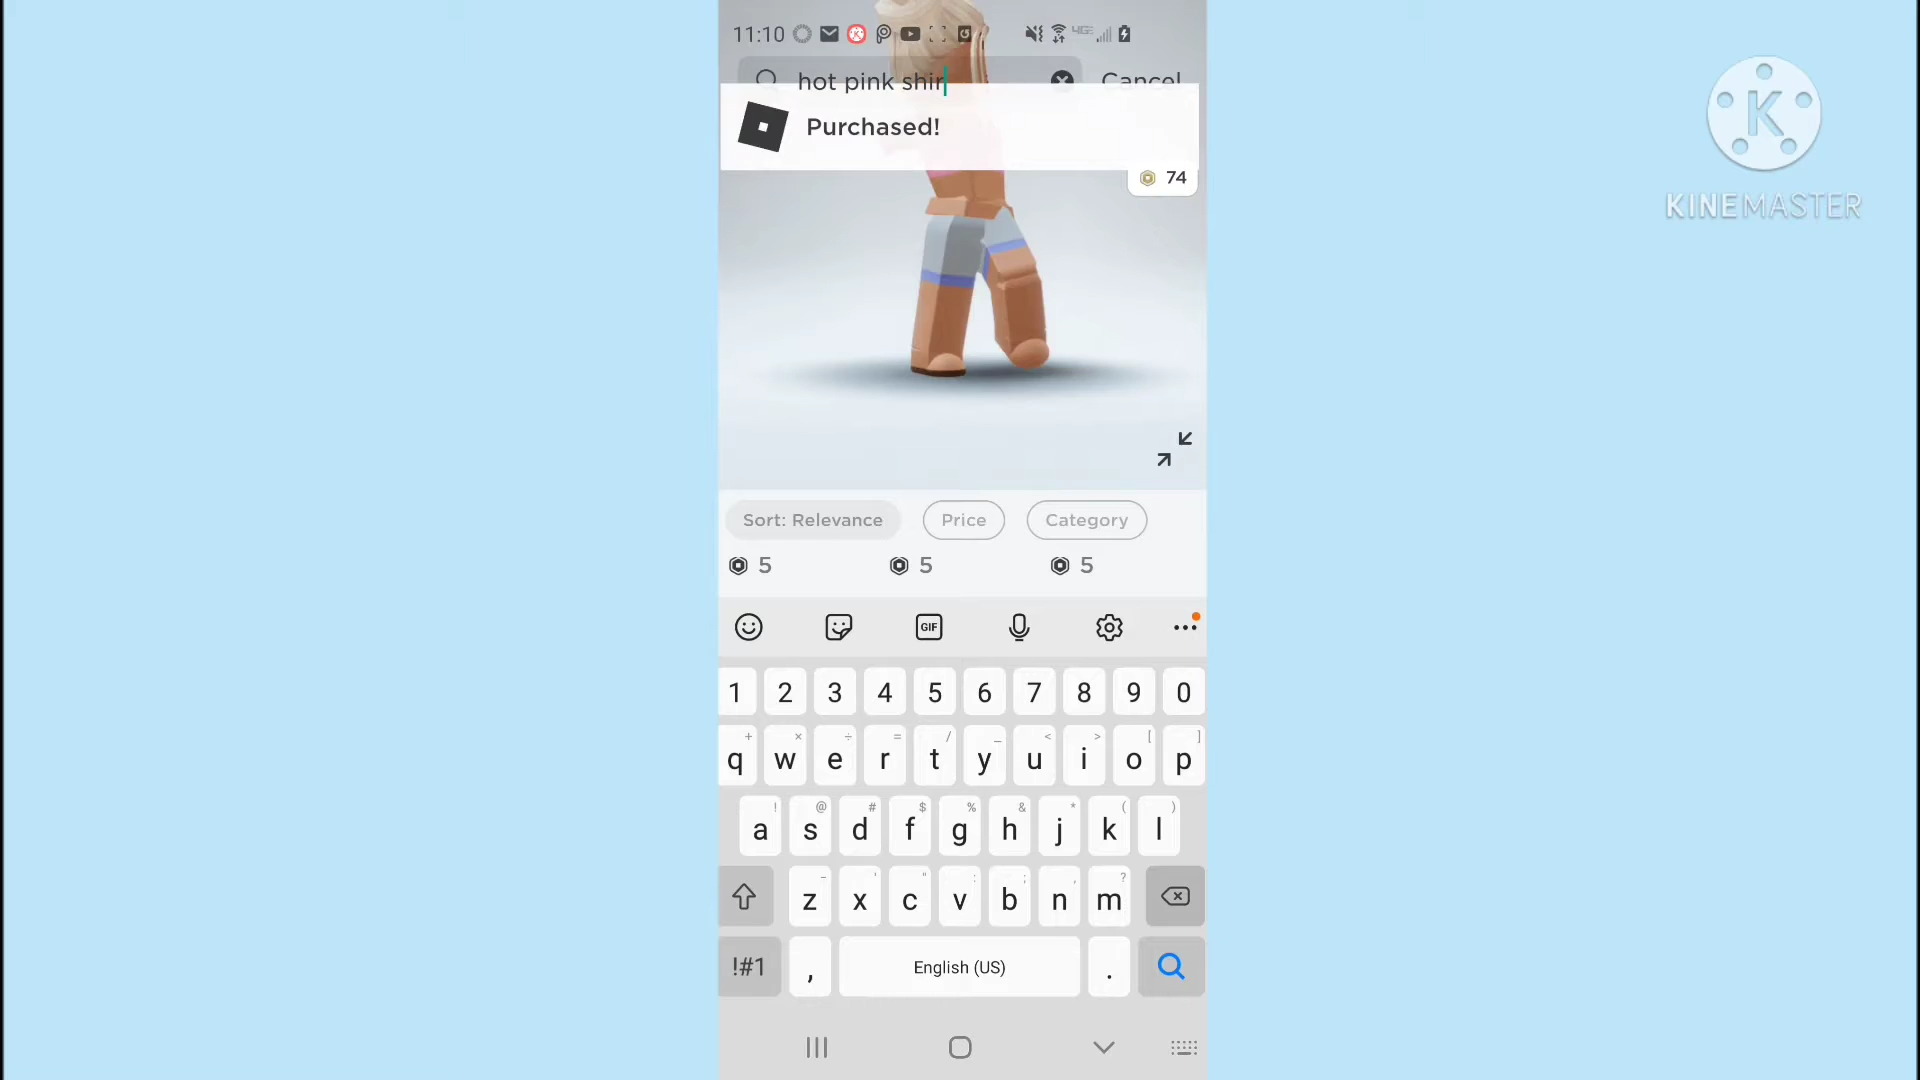 11:10
hot pink shir
Cancel
Purchased!
74
Sort: Relevance Price Category
5 5 5
GIF
1 2 3 4 5 6 7 8 9 0
+ × ÷ = / _ < > [ ]
q w e r t y u i o p
! @ # $ % & * ( )
a s d f g h j k l
- ' " : ; , ?
z x c v b n m
!#1 , English (US) .
K
KINEMASTER